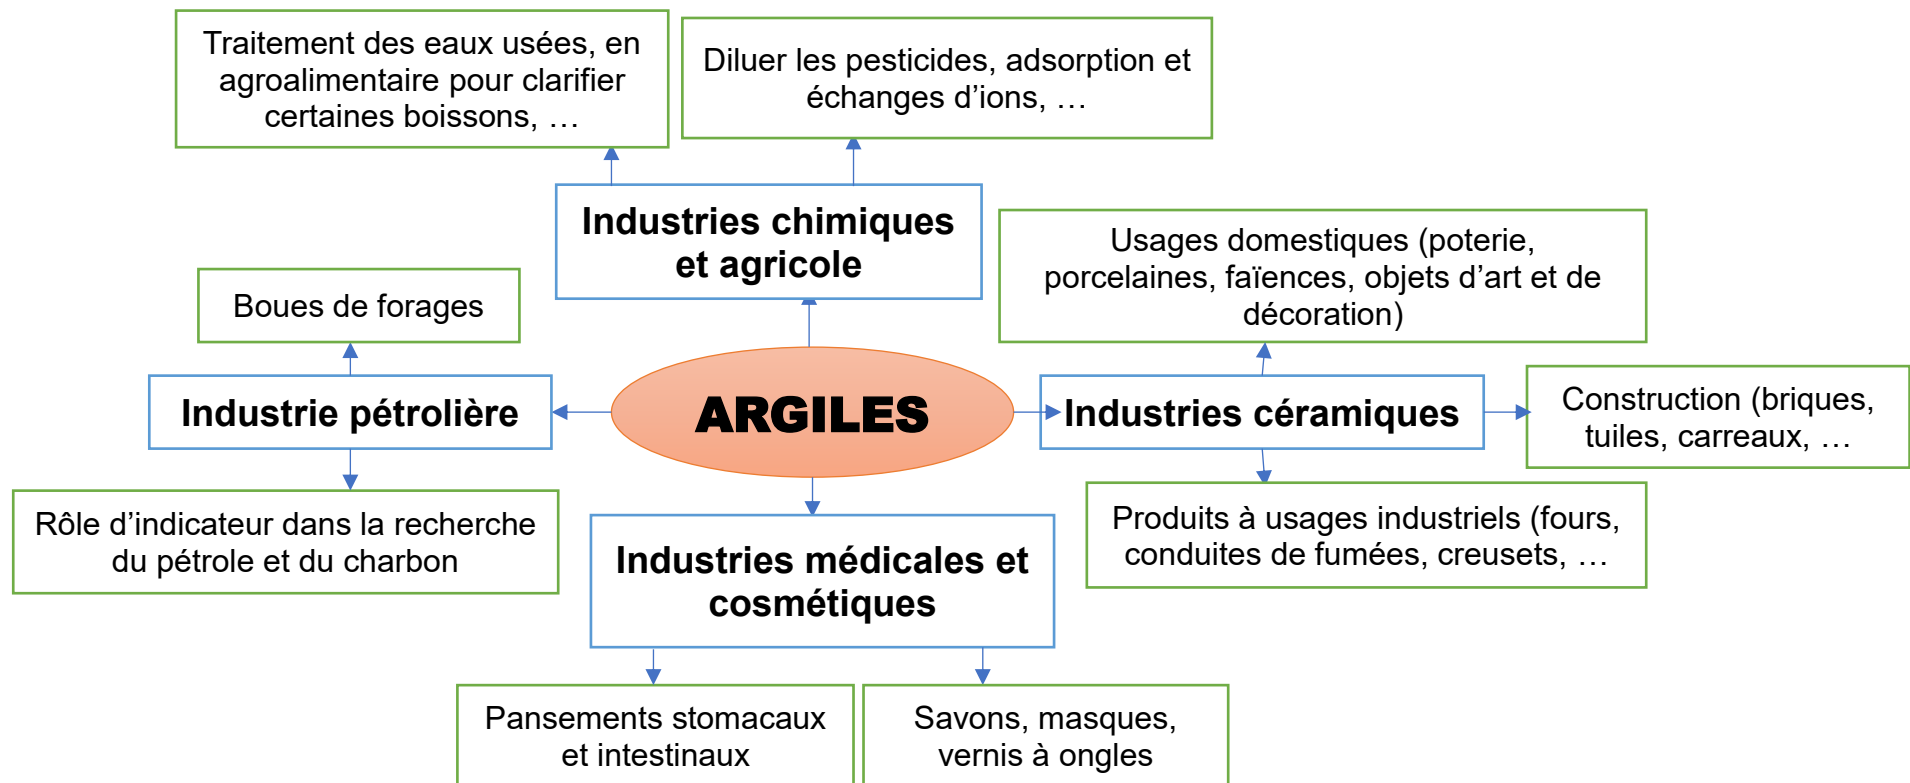 Traitement des eaux usées, en
agroalimentaire pour clarifier
certaines boissons, …
Diluer les pesticides, adsorption et
échanges d’ions, …
Industries chimiques
et agricole
Usages domestiques (poterie,
porcelaines, faïences, objets d’art et de
décoration)
Boues de forages
Industrie pétrolière
ARGILES
Industries céramiques
Construction (briques,
tuiles, carreaux, …
Rôle d’indicateur dans la recherche
du pétrole et du charbon
Industries médicales et
cosmétiques
Produits à usages industriels (fours,
conduites de fumées, creusets, …
Pansements stomacaux
et intestinaux
Savons, masques,
vernis à ongles